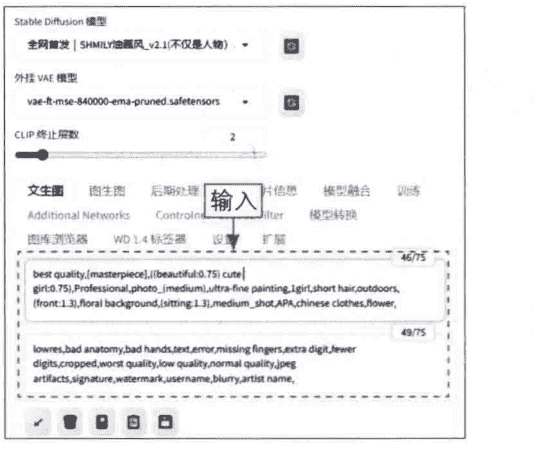 Stable Diffusion 模型
全网首发 | SHMILY油画风_v2.1(不仅是人物)
外挂 VAE 模型
vae-ft-mse-840000-ema-pruned.safetensors
CLIP 终止层数
2
文生图 图生图 后期处理 片信息 模型融合 训练
输入
Additional Networks Controlne ilter 模型转换
图库浏览器 WD 1.4 标签器 设置 扩展
46/75
best quality,[masterpiece],((beautiful:0.75) cute
girl:0.75),Professional,photo_(medium),ultra-fine painting,1girl,short hair,outdoors,
(front:1.3),floral background,(sitting:1.3),medium_shot,APA,chinese clothes,flower,
49/75
lowres,bad anatomy,bad hands,text,error,missing fingers,extra digit,fewer
digits,cropped,worst quality,low quality,normal quality,jpeg
artifacts,signature,watermark,username,blurry,artist name,